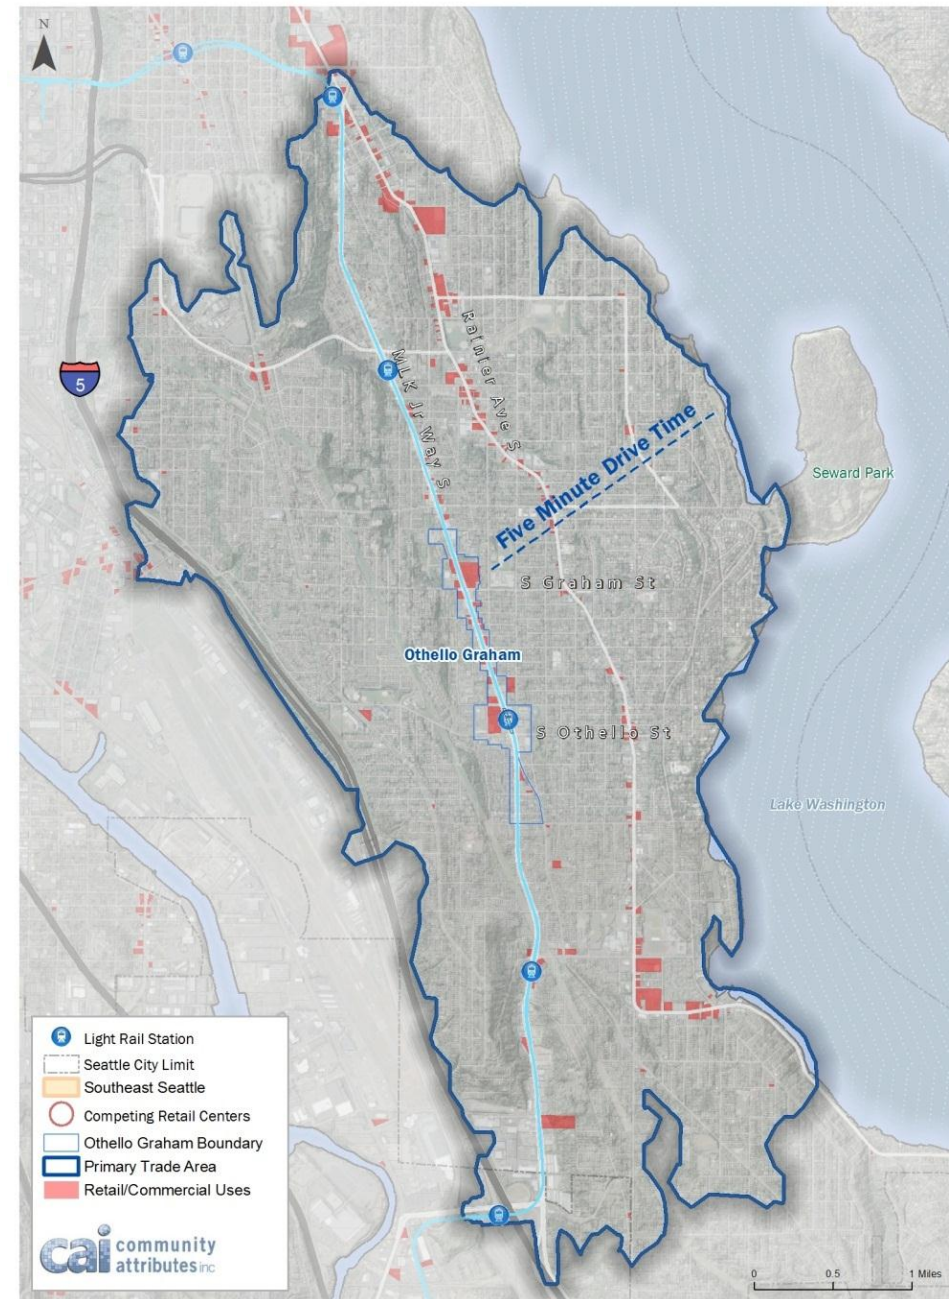 N
5
Rainier Ave S
MLK Jr Way S
Five Minute Drive Time
Seward Park
S Graham St
Othello Graham
S Othello St
Lake Washington
Light Rail Station
Seattle City Limit
Southeast Seattle
Competing Retail Centers
Othello Graham Boundary
Primary Trade Area
Retail/Commercial Uses
cai community
attributes inc
0 0.5 1 Miles